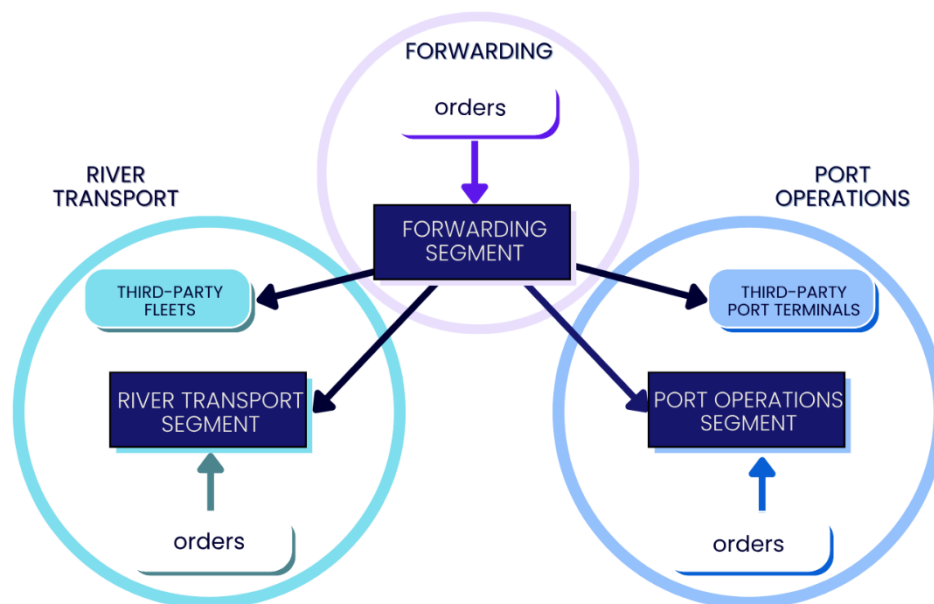 FORWARDING
orders
RIVER
TRANSPORT
PORT
OPERATIONS
FORWARDING
SEGMENT
THIRD-PARTY
FLEETS
THIRD-PARTY
PORT TERMINALS
RIVER TRANSPORT
SEGMENT
PORT OPERATIONS
SEGMENT
orders
orders